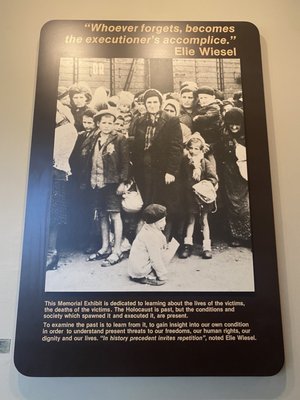 "Whoever forgets, becomes
the executioner's accomplice."
Elie Wiesel
This Memorial Exhibit is dedicated to learning about the lives of the victims,
the deaths of the victims. The Holocaust is past, but the conditions and
society which spawned it and executed it, are present.
To examine the past is to learn from it, to gain insight into our own condition
in order to understand present threats to our freedoms, our human rights, our
dignity and our lives. "In history precedent invites repetition", noted Elie Wiesel.